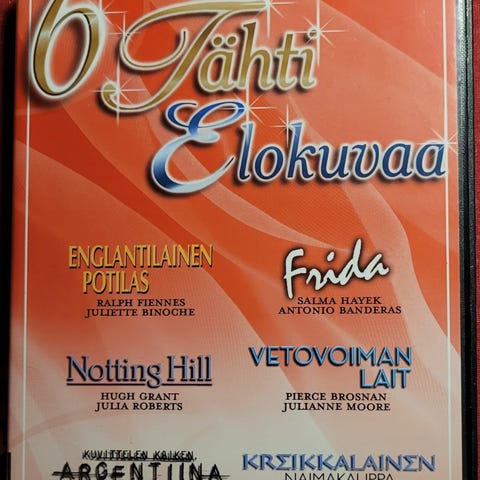 6 Tähti
Elokuvaa
ENGLANTILAINEN
POTILAS
RALPH FIENNES
JULIETTE BINOCHE
Frida
SALMA HAYEK
ANTONIO BANDERAS
Notting Hill
HUGH GRANT
JULIA ROBERTS
VETOVOIMAN
LAIT
PIERCE BROSNAN
JULIANNE MOORE
KUVITTELEN KAIKEN,
ARGENTIINA
KREIKKALAINEN
NAIMAKAUPPA